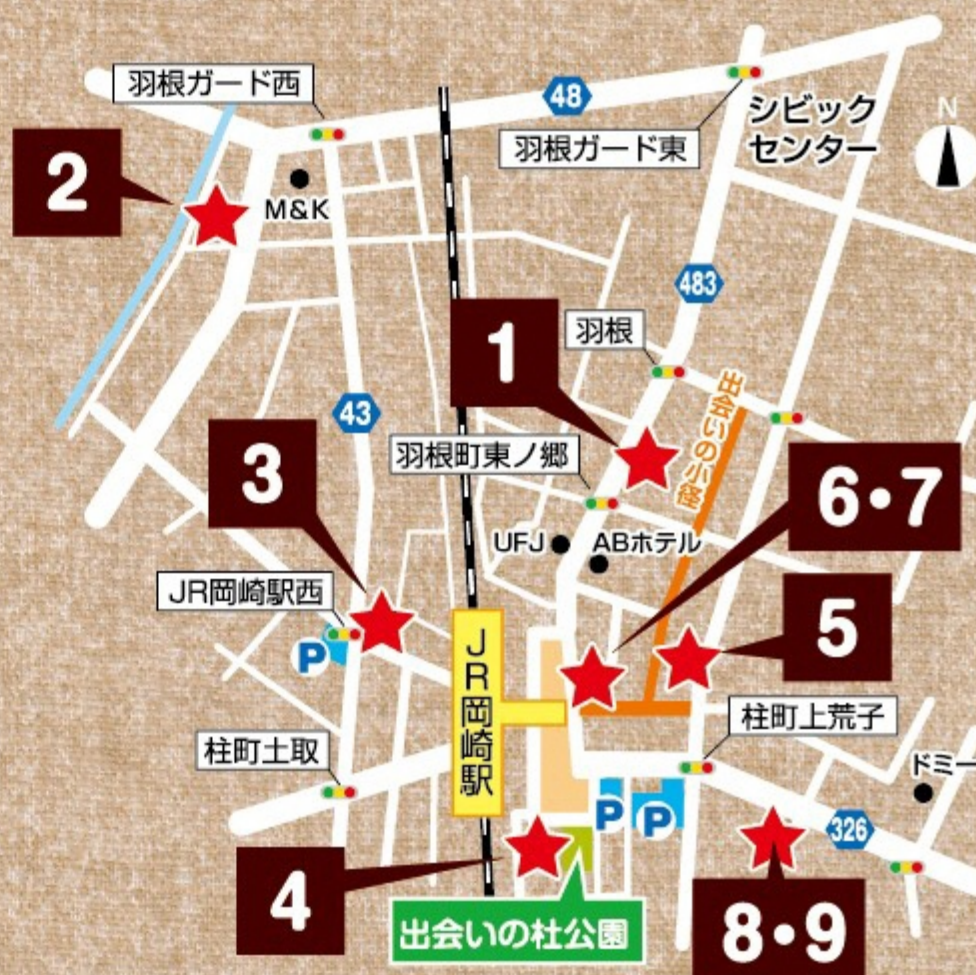 羽根ガード西
48
シビック
センター
羽根ガード東
N
2
M&K
483
1
羽根
出会いの小径
43
3
羽根町東ノ郷
6•7
UFJ
ABホテル
JR岡崎駅西
P
5
JR岡崎駅
柱町上荒子
柱町土取
ドミー
P
P
326
4
出会いの杜公園
8•9